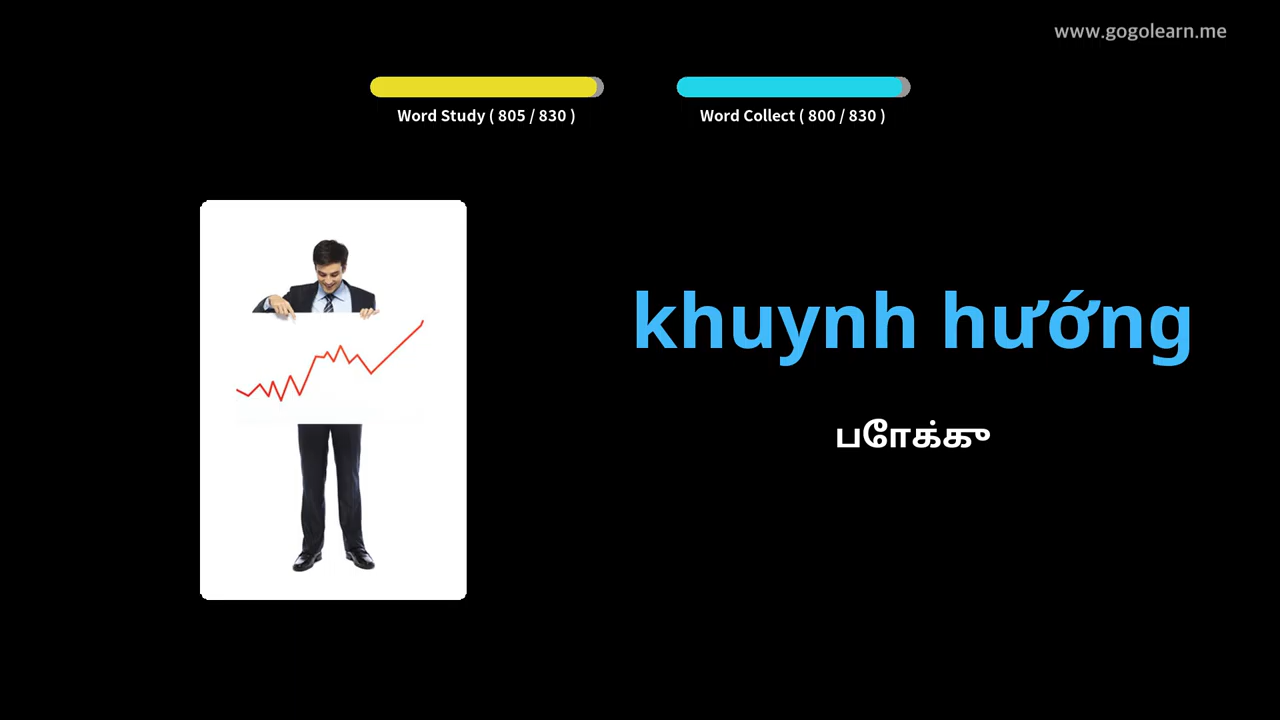 www.gogolearn.me
Word Study ( 805 / 830 )
Word Collect ( 800 / 830 )
khuynh hướng
போக்கு